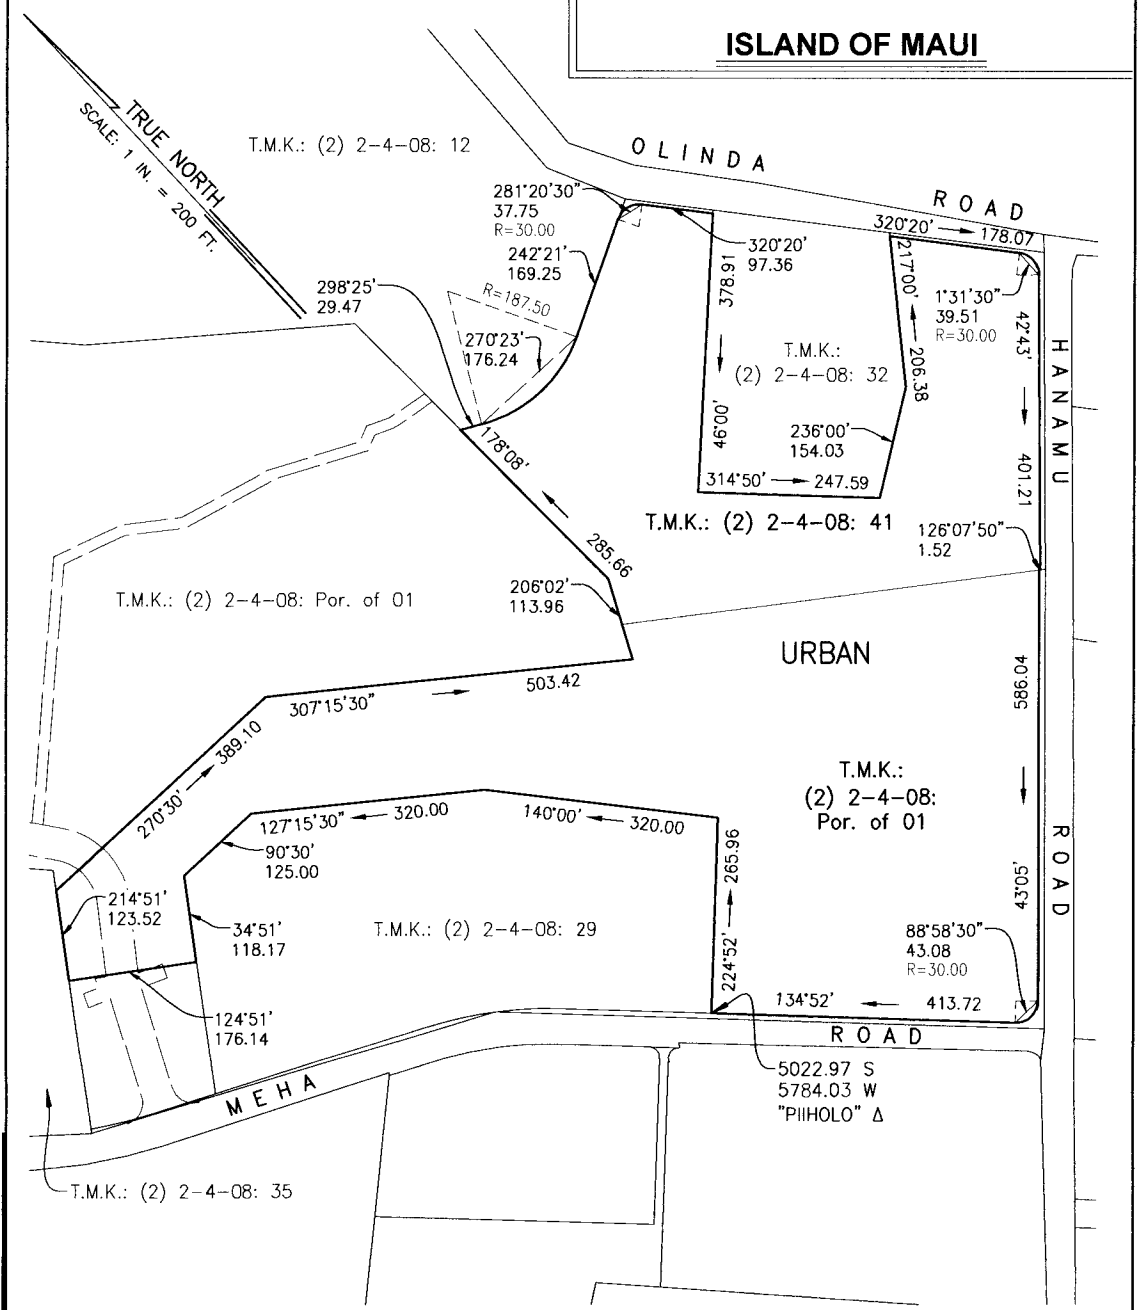 ISLAND OF MAUI
TRUE NORTH
SCALE: 1 IN. = 200 FT.
T.M.K.: (2) 2-4-08: 12
OLINDA ROAD
281°20'30"
37.75
R=30.00
320°20'
97.36
320°20' 178.07
242°21'
169.25
298°25'
29.47
R=187.50
270°23'
176.24
378.91
46°00'
217°00'
206.38
1°31'30"
39.51
R=30.00
42°43'
401.21
HANAMU
ROAD
T.M.K.:
(2) 2-4-08: 32
236°00'
154.03
314°50' 247.59
T.M.K.: (2) 2-4-08: 41
178°08'
285.66
126°07'50"
1.52
206°02'
113.96
T.M.K.: (2) 2-4-08: Por. of 01
URBAN
307°15'30" 503.42
586.04
43°05'
270°30' 389.10
T.M.K.:
(2) 2-4-08:
Por. of 01
127°15'30" 320.00
140°00' 320.00
90°30'
125.00
224°52' 265.96
214°51'
123.52
34°51'
118.17
T.M.K.: (2) 2-4-08: 29
88°58'30"
43.08
R=30.00
134°52' 413.72
124°51'
176.14
MEHA ROAD
5022.97 S
5784.03 W
"PIIHOLO" Δ
T.M.K.: (2) 2-4-08: 35